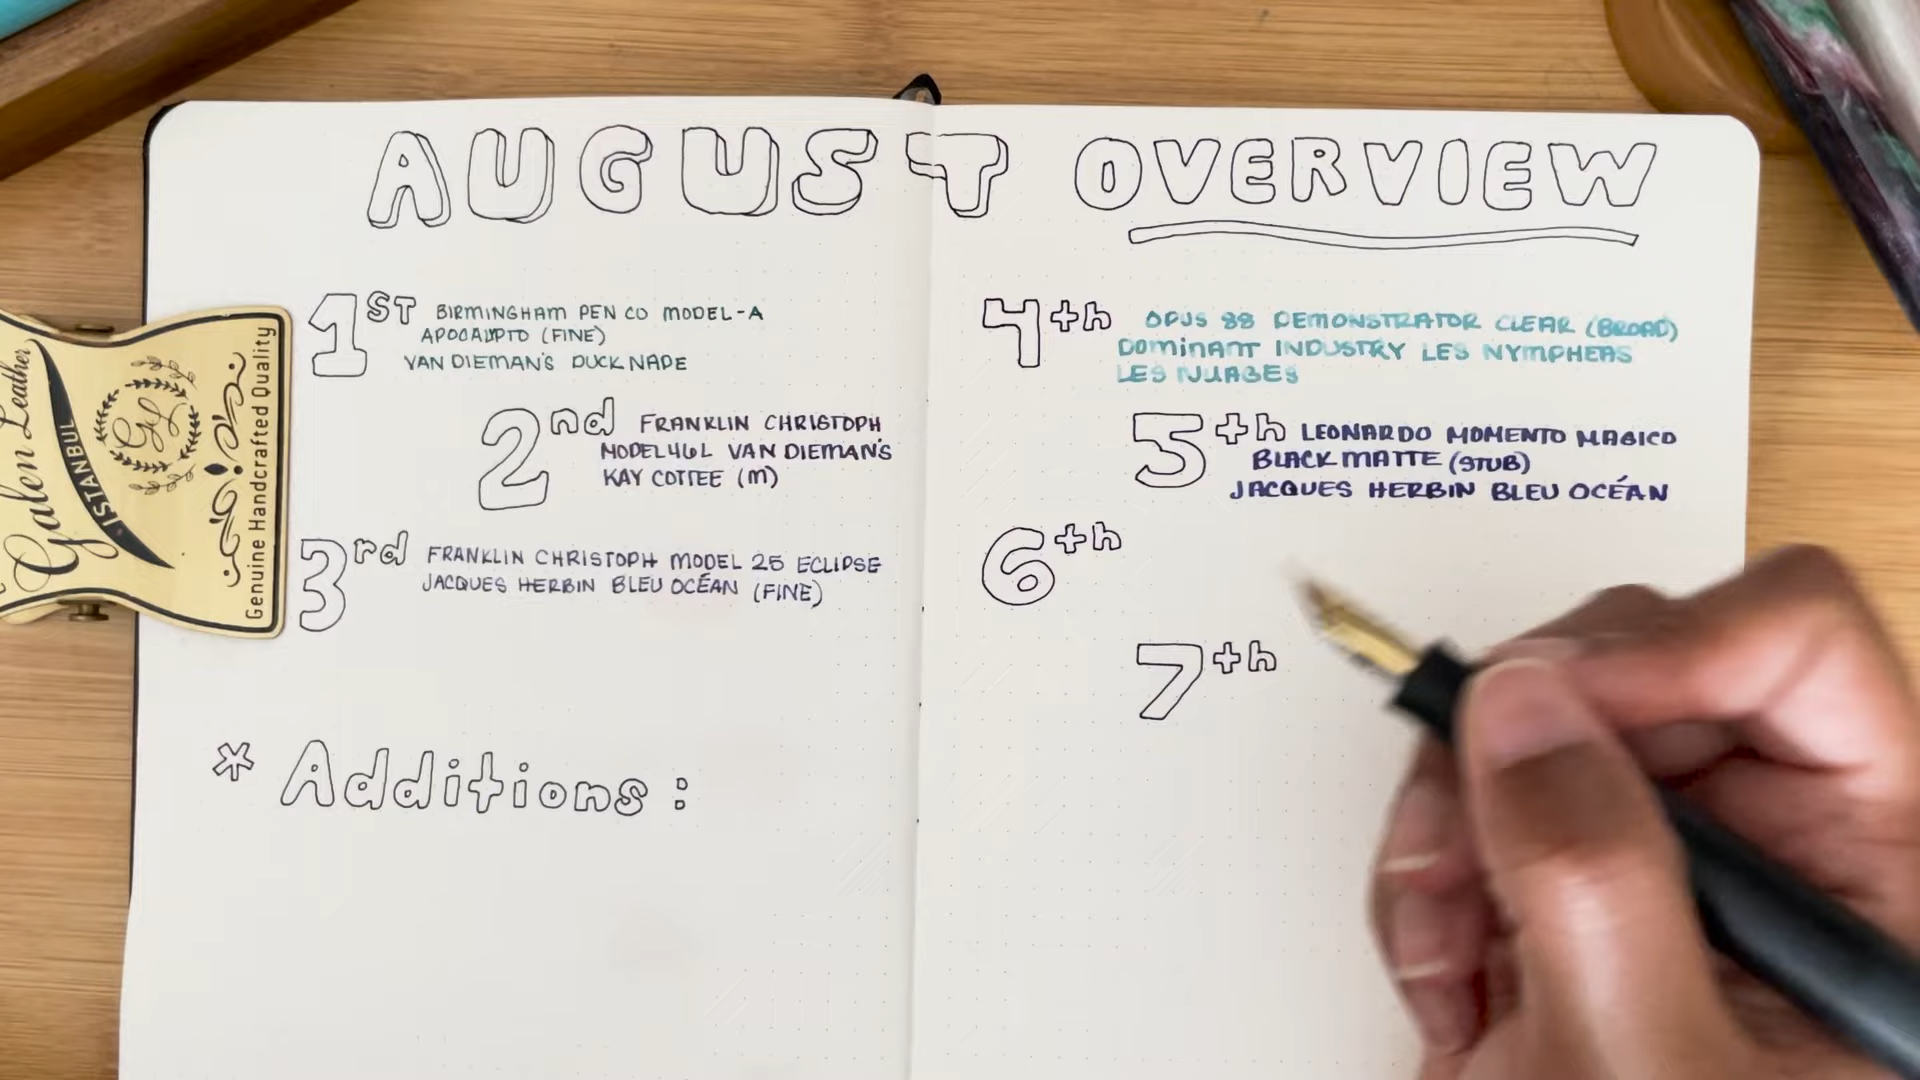 AUGUST OVERVIEW
1ST BIRMINGHAM PEN CO MODEL-A
APOCALYPTO (FINE)
VAN DIEMAN'S DUCK NAPE
2nd FRANKLIN CHRISTOPH
MODEL 46L VAN DIEMAN'S
KAY COTTEE (M)
3rd FRANKLIN CHRISTOPH MODEL 25 ECLIPSE
JACQUES HERBIN BLEU OCÉAN (FINE)
* Additions:
4th OPUS 88 DEMONSTRATOR CLEAR (BROAD)
DOMINANT INDUSTRY LES NYMPHEAS
LES NUAGES
5th LEONARDO MOMENTO MAGICO
BLACK MATTE (STUB)
JACQUES HERBIN BLEU OCÉAN
6th
7th
Galen Leather
ISTANBUL
GL
Genuine Handcrafted Quality